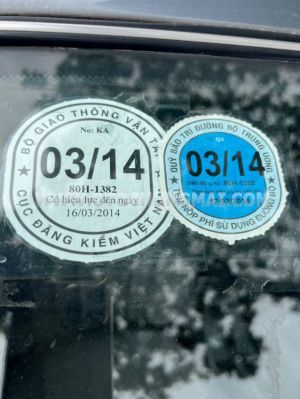 BỘ GIAO THÔNG VẬN TẢI
No: KA
03/14
80H-1382
Có hiệu lực đến ngày
16/03/2014
CỤC ĐĂNG KIỂM VIỆT NAM
QUỸ BẢO TRÌ ĐƯỜNG BỘ TRUNG ƯƠNG
03/14
80H-1382
TEM NỘP PHÍ SỬ DỤNG ĐƯỜNG BỘ